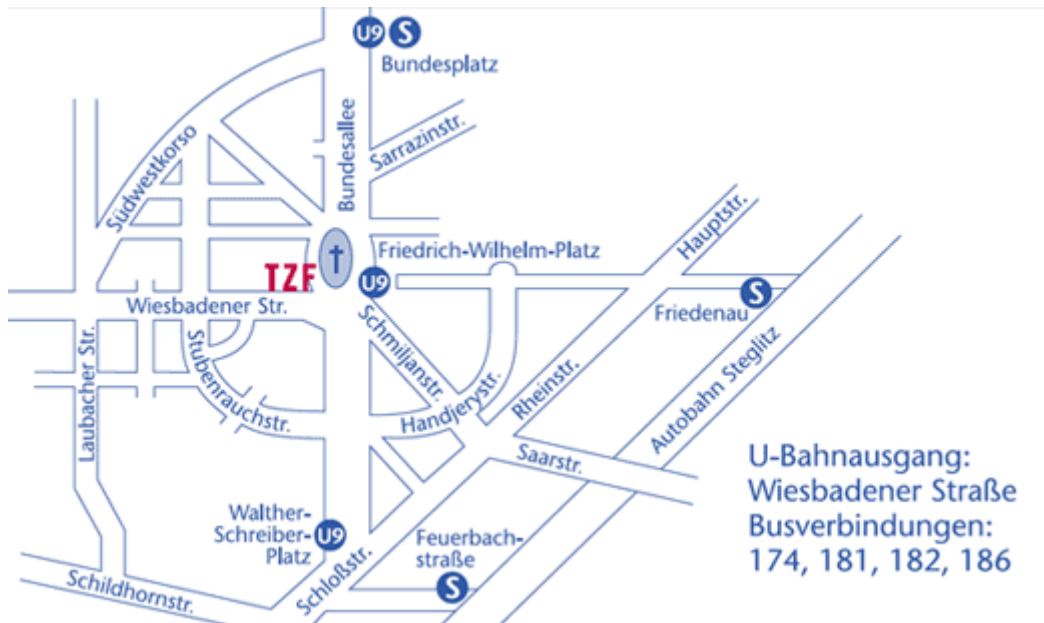 U9 S
Bundesplatz
Südwestkorso
Bundesallee
Sarrazinstr.
Hauptstr.
Friedrich-Wilhelm-Platz
TZF
U9
S
Wiesbadener Str.
Friedenau
Schmiljanstr.
Stubenrauchstr.
Laubacher Str.
Handjerystr.
Rheinstr.
Autobahn Steglitz
Saarstr.
U-Bahnausgang:
Wiesbadener Straße
Busverbindungen:
174, 181, 182, 186
Walther-
Schreiber-
Platz
U9
Feuerbach-
straße
S
Schloßstr.
Schildhornstr.